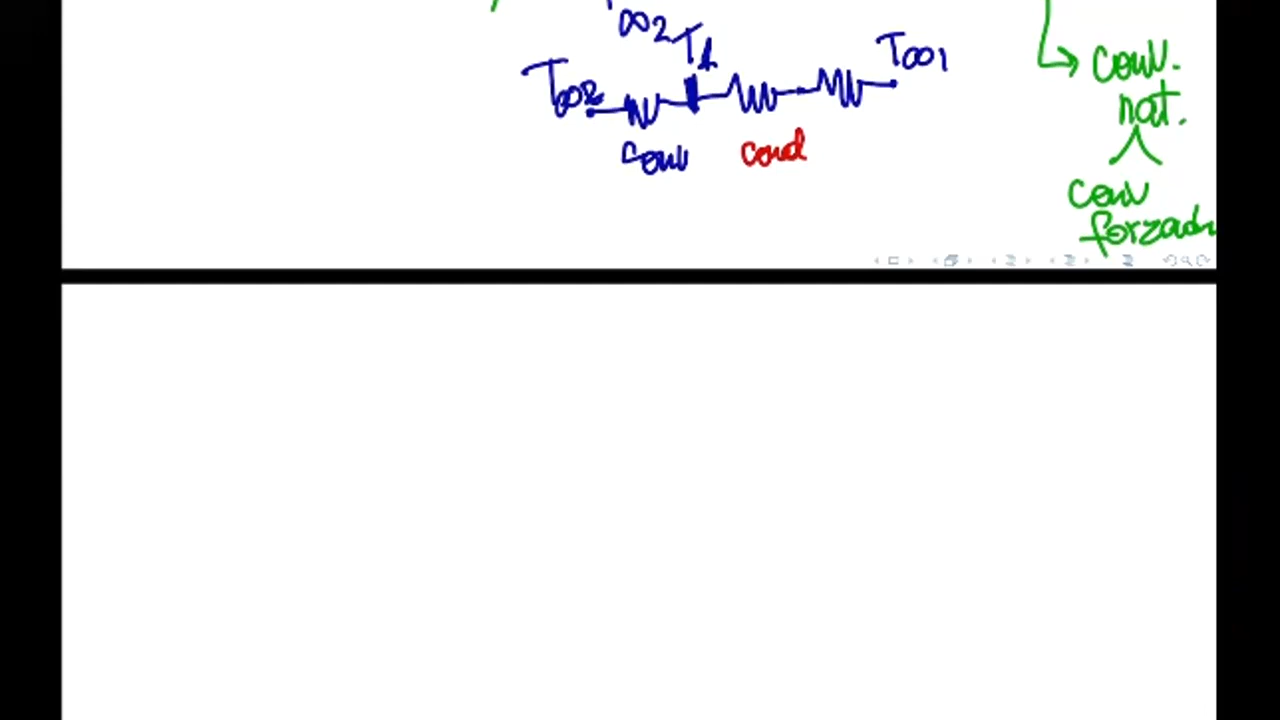 ∞2
T1
T∞1
T∞2
conv
cond
conv.
nat.
conv
forzada